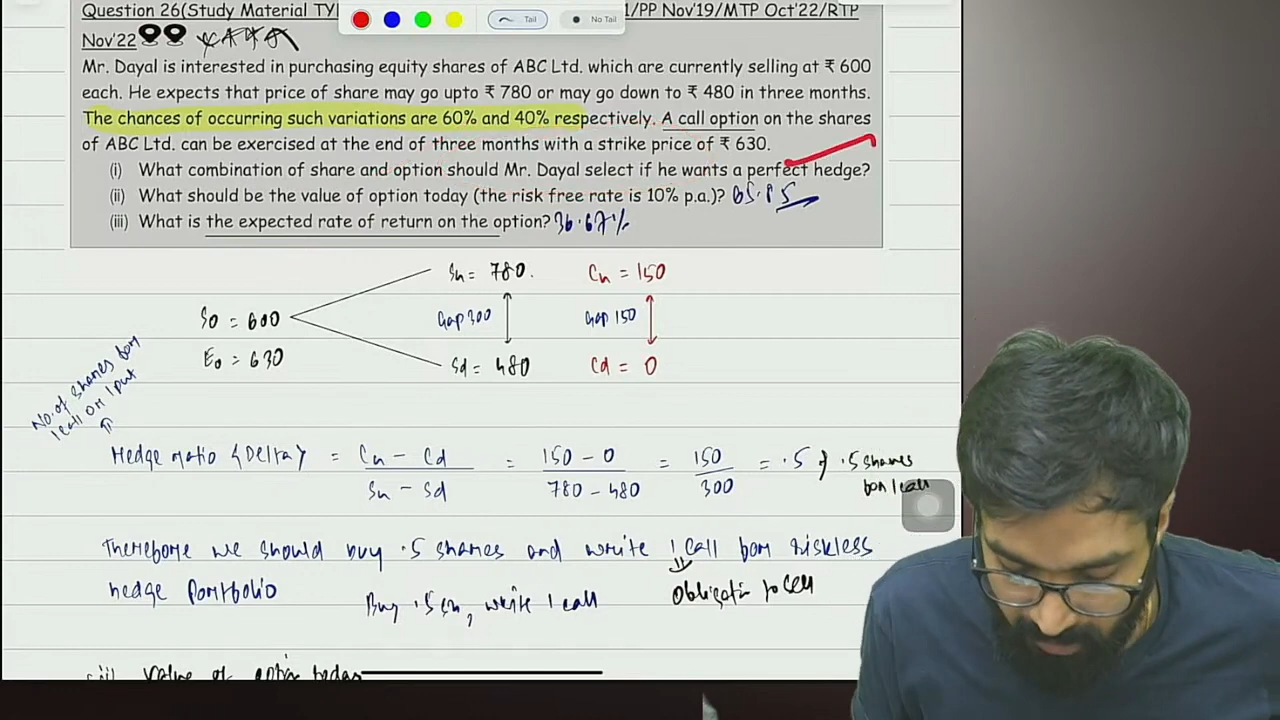 Question 26(Study Material TY
1/PP Nov'19/MTP Oct'22/RTP
Tail
No Tail
Nov'22
Mr. Dayal is interested in purchasing equity shares of ABC Ltd. which are currently selling at ₹ 600
each. He expects that price of share may go upto ₹ 780 or may go down to ₹ 480 in three months.
The chances of occurring such variations are 60% and 40% respectively. A call option on the shares
of ABC Ltd. can be exercised at the end of three months with a strike price of ₹ 630.
(i) What combination of share and option should Mr. Dayal select if he wants a perfect hedge?
(ii) What should be the value of option today (the risk free rate is 10% p.a.)? 65.85
(iii) What is the expected rate of return on the option? 36.67%
Su = 780. Cu = 150
So = 600 Gap 300 Gap 150
Eo = 630 Sd = 480 Cd = 0
No. of shares for
1 call or 1 put
Hedge ratio {Delta} = Cu - Cd / Su - Sd = 150 - 0 / 780 - 480 = 150 / 300 = .5 .5 shares
for 1 call
Therefore we should buy .5 shares and write 1 call for riskless
hedge Portfolio
Buy .5 sh, write 1 call
Obligation to sell
value of option today